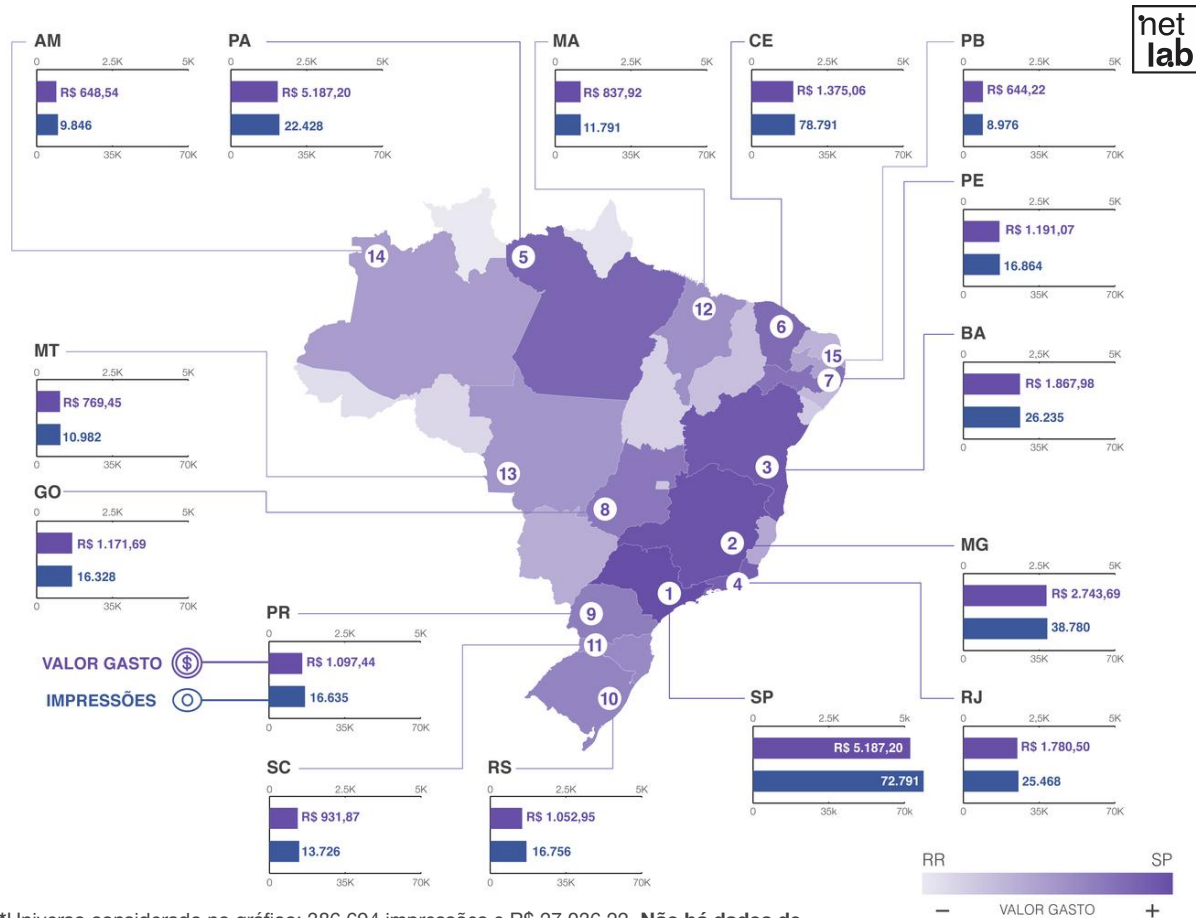 net
lab
AM
0 2.5K 5K
R$ 648,54
9.846
0 35K 70K
PA
0 2.5K 5K
R$ 5.187,20
22.428
0 35K 70K
MA
0 2.5K 5K
R$ 837,92
11.791
0 35K 70K
CE
0 2.5K 5K
R$ 1.375,06
78.791
0 35K 70K
PB
0 2.5K 5K
R$ 644,22
8.976
0 35K 70K
PE
0 2.5K 5K
R$ 1.191,07
16.864
0 35K 70K
BA
0 2.5K 5K
R$ 1.867,98
26.235
0 35K 70K
MT
0 2.5K 5K
R$ 769,45
10.982
0 35K 70K
GO
0 2.5K 5K
R$ 1.171,69
16.328
0 35K 70K
14
5
12
6
15
7
13
8
3
2
4
1
9
11
10
MG
0 2.5K 5K
R$ 2.743,69
38.780
0 35K 70K
PR
0 2.5K 5K
VALOR GASTO $ R$ 1.097,44
IMPRESSÕES 16.635
0 35K 70K
SP
0 2.5K 5K
R$ 5.187,20
72.791
0 35k 70k
RJ
0 2.5K 5K
R$ 1.780,50
25.468
0 35K 70K
SC
0 2.5K 5K
R$ 931,87
13.726
0 35K 70K
RS
0 2.5K 5K
R$ 1.052,95
16.756
0 35K 70K
RR SP
− VALOR GASTO +
*Universo considerado no gráfico: impressões e R$ Não há dados de